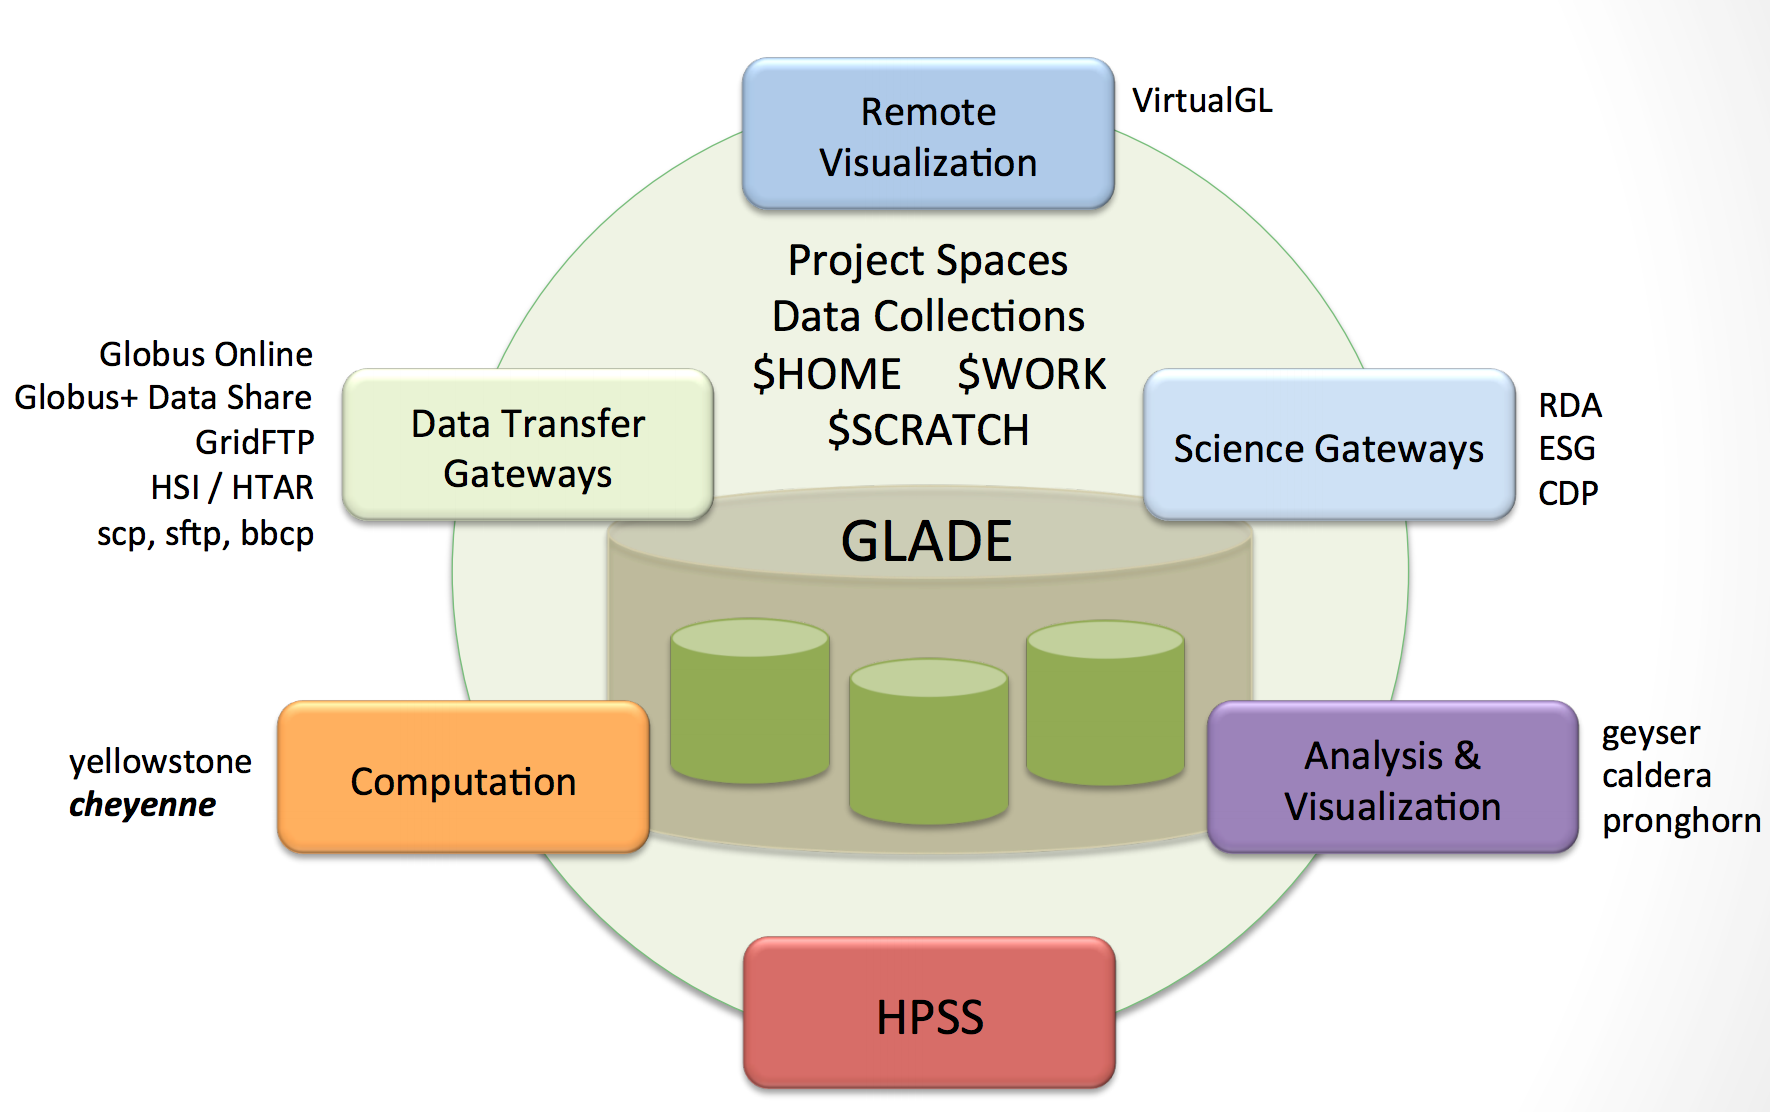 Remote
Visualization
VirtualGL
Project Spaces
Data Collections
$HOME $WORK
$SCRATCH
Globus Online
Globus+ Data Share
GridFTP
HSI / HTAR
scp, sftp, bbcp
Data Transfer
Gateways
Science Gateways
RDA
ESG
CDP
GLADE
yellowstone
cheyenne
Computation
Analysis &
Visualization
geyser
caldera
pronghorn
HPSS